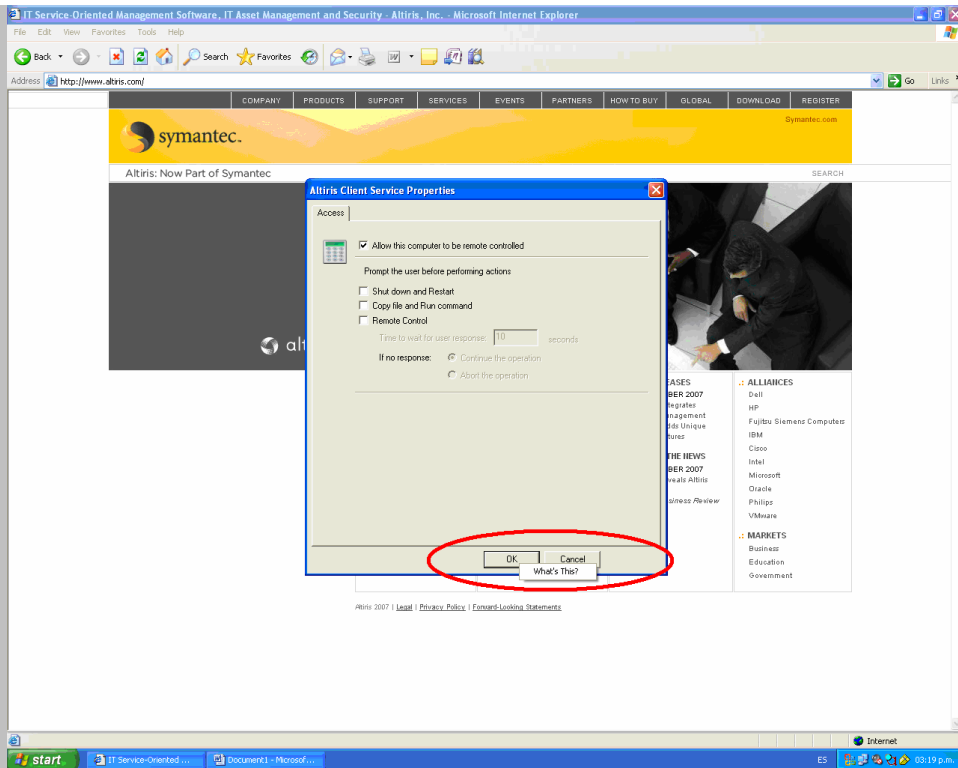 IT Service-Oriented Management Software, IT Asset Management and Security - Altiris, Inc. - Microsoft Internet Explorer
File Edit View Favorites Tools Help
Back Search Favorites
Address http://www.altiris.com/ Go Links
COMPANY PRODUCTS SUPPORT SERVICES EVENTS PARTNERS HOW TO BUY GLOBAL DOWNLOAD REGISTER
Symantec.com
symantec.
Altiris: Now Part of Symantec SEARCH
Altiris Client Service Properties
Access
Allow this computer to be remote controlled
Prompt the user before performing actions
Shut down and Restart
Copy file and Run command
Remote Control
Time to wait for user response: 10 seconds
If no response: Continue the operation
Abort the operation
OK Cancel
What's This?
alt
EASES
BER 2007
tegrates
nagement
dds Unique
tures
THE NEWS
BER 2007
veals Altiris
siness Review
.: ALLIANCES
Dell
HP
Fujitsu Siemens Computers
IBM
Cisco
Intel
Microsoft
Oracle
Philips
VMware
.: MARKETS
Business
Education
Government
Altiris 2007 | Legal | Privacy Policy | Forward-Looking Statements
Internet
start IT Service-Oriented ... Document1 - Microsof... ES 03:19 p.m.